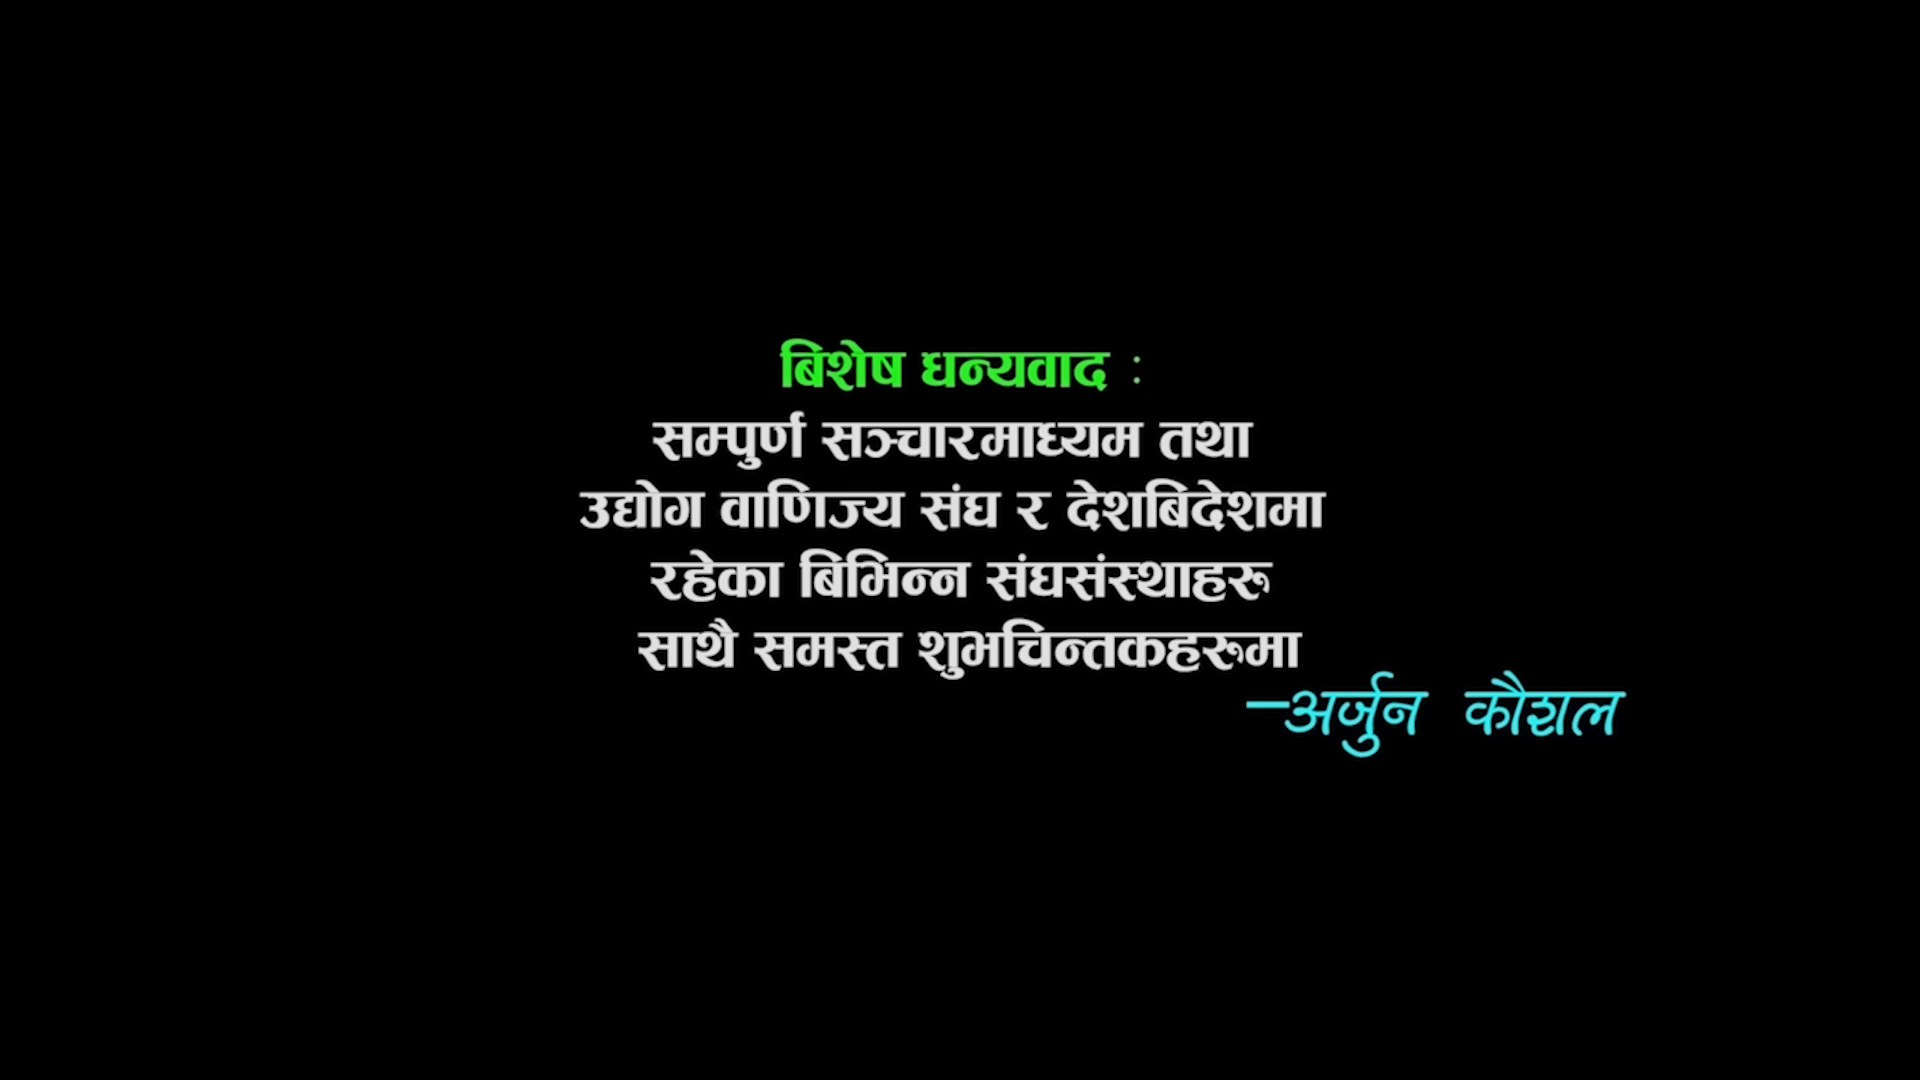 बिशेष धन्यवाद :
सम्पुर्ण सञ्चारमाध्यम तथा
उद्योग वाणिज्य संघ र देशबिदेशमा
रहेका बिभिन्न संघसंस्थाहरु
साथै समस्त शुभचिन्तकहरुमा
–अर्जुन कौशल